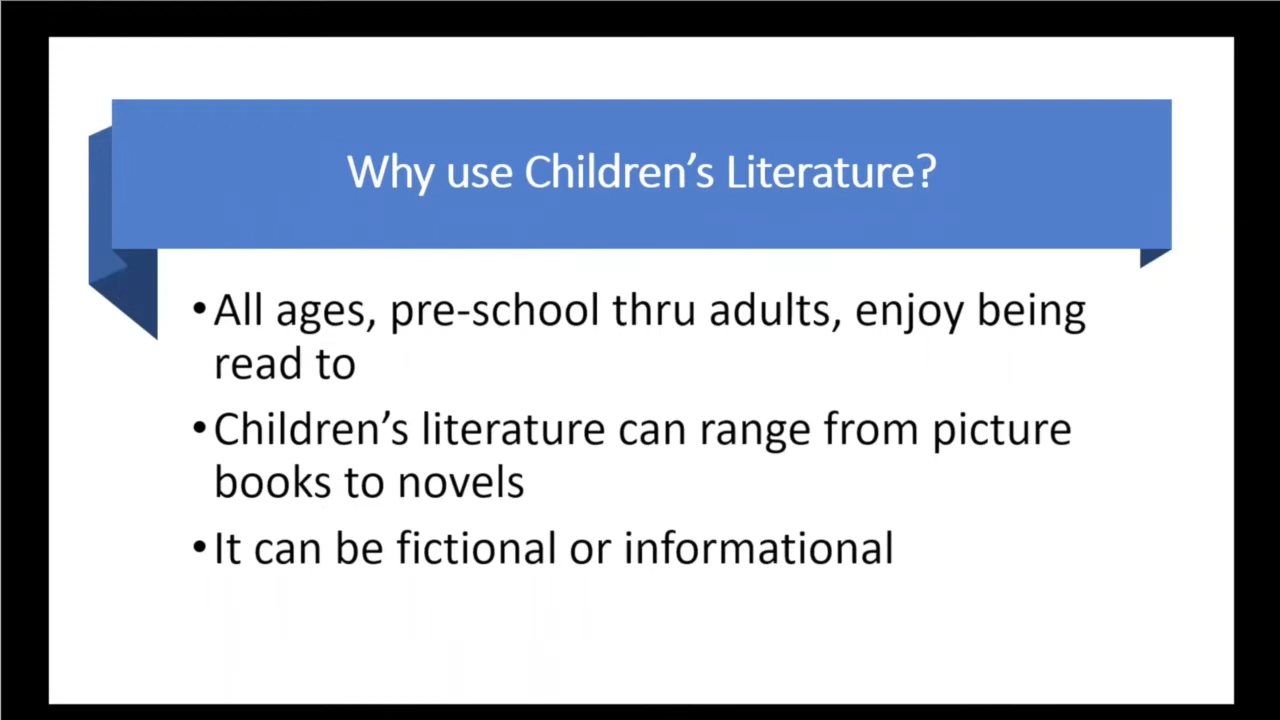 Why use Children’s Literature?
•All ages, pre-school thru adults, enjoy being
read to
•Children’s literature can range from picture
books to novels
•It can be fictional or informational